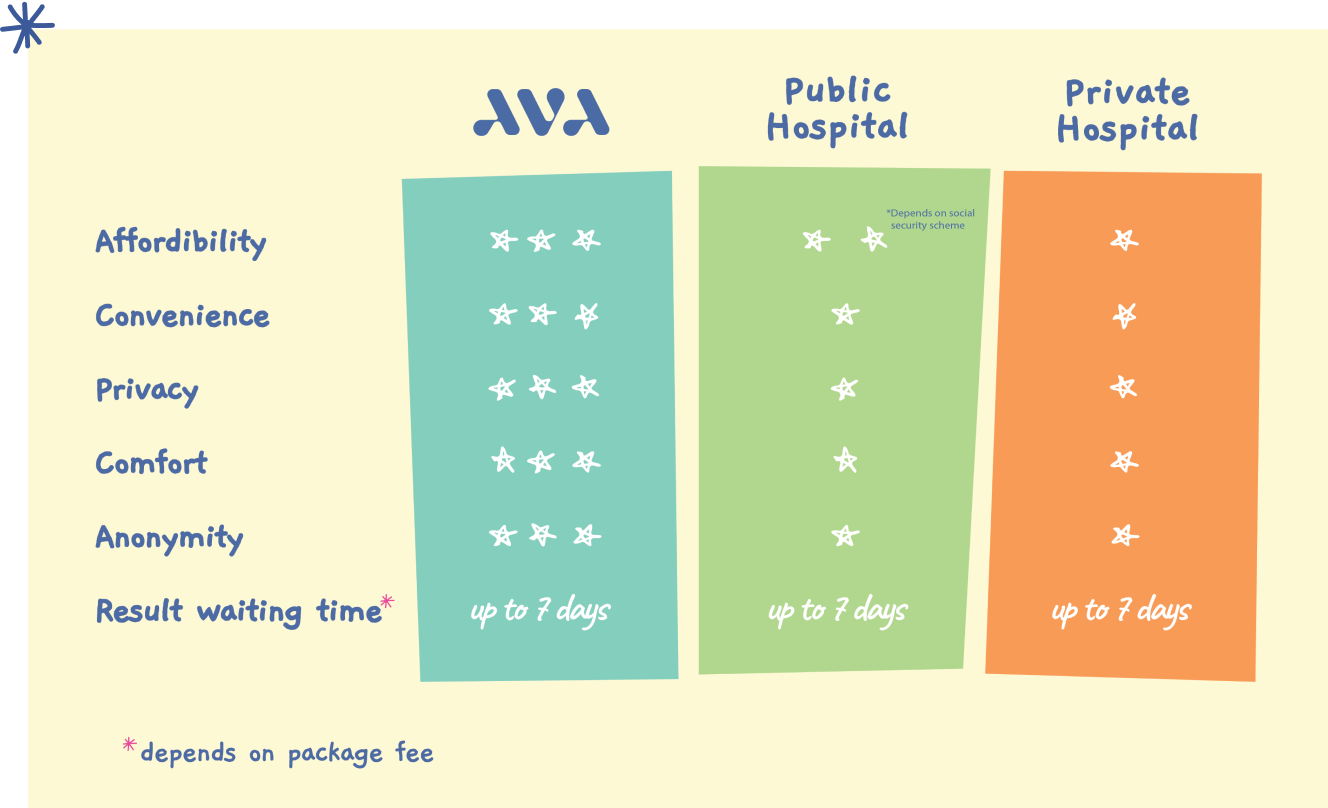 AVA
Public
Hospital
Private
Hospital
*Depends on social
security scheme
Affordibility
Convenience
Privacy
Comfort
Anonymity
Result waiting time* up to 7 days up to 7 days up to 7 days
*depends on package fee